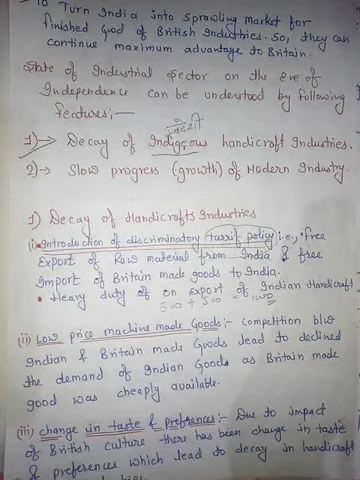 To Turn India into Sprawling market for
finished God of British Industries. So, they can
continue maximum advantage to Britain.
State of Industrial Sector on the eve of
Independence can be understood by following
features:-
1) Decay of Indigeous handicraft Industries.
2) Slow progress (growth) of Modern Industry.
1) Decay of Handicrafts Industries
(i) Introduction of discriminatory tarrif policy i.e., free
Export of Raw material from India & free
Import of Britain made goods to India.
• Heavy duty of on Export of Indian Handicraft
500 + 500 = 1000
(ii) Low price machine made Goods:- Competition b/w
Indian & Britain made Goods lead to declined
the demand of Indian Goods as Britain made
good was cheaply available.
(iii) change in taste & prefrences:- Due to impact
of British culture there has been change in taste
& preferences which lead to decay in handicraft